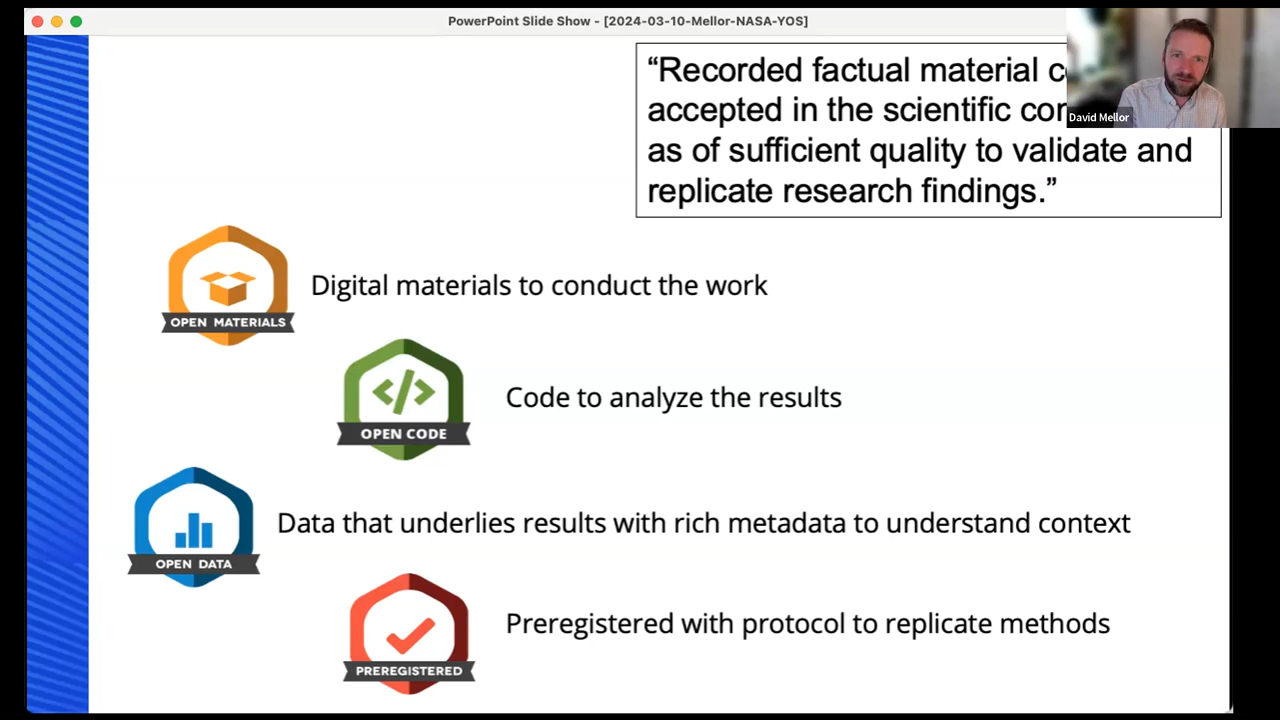 PowerPoint Slide Show - [2024-03-10-Mellor-NASA-YOS]
“Recorded factual material
accepted in the scientific
as of sufficient quality to validate and
replicate research findings.”
David Mellor
OPEN MATERIALS
Digital materials to conduct the work
OPEN CODE
Code to analyze the results
OPEN DATA
Data that underlies results with rich metadata to understand context
PREREGISTERED
Preregistered with protocol to replicate methods